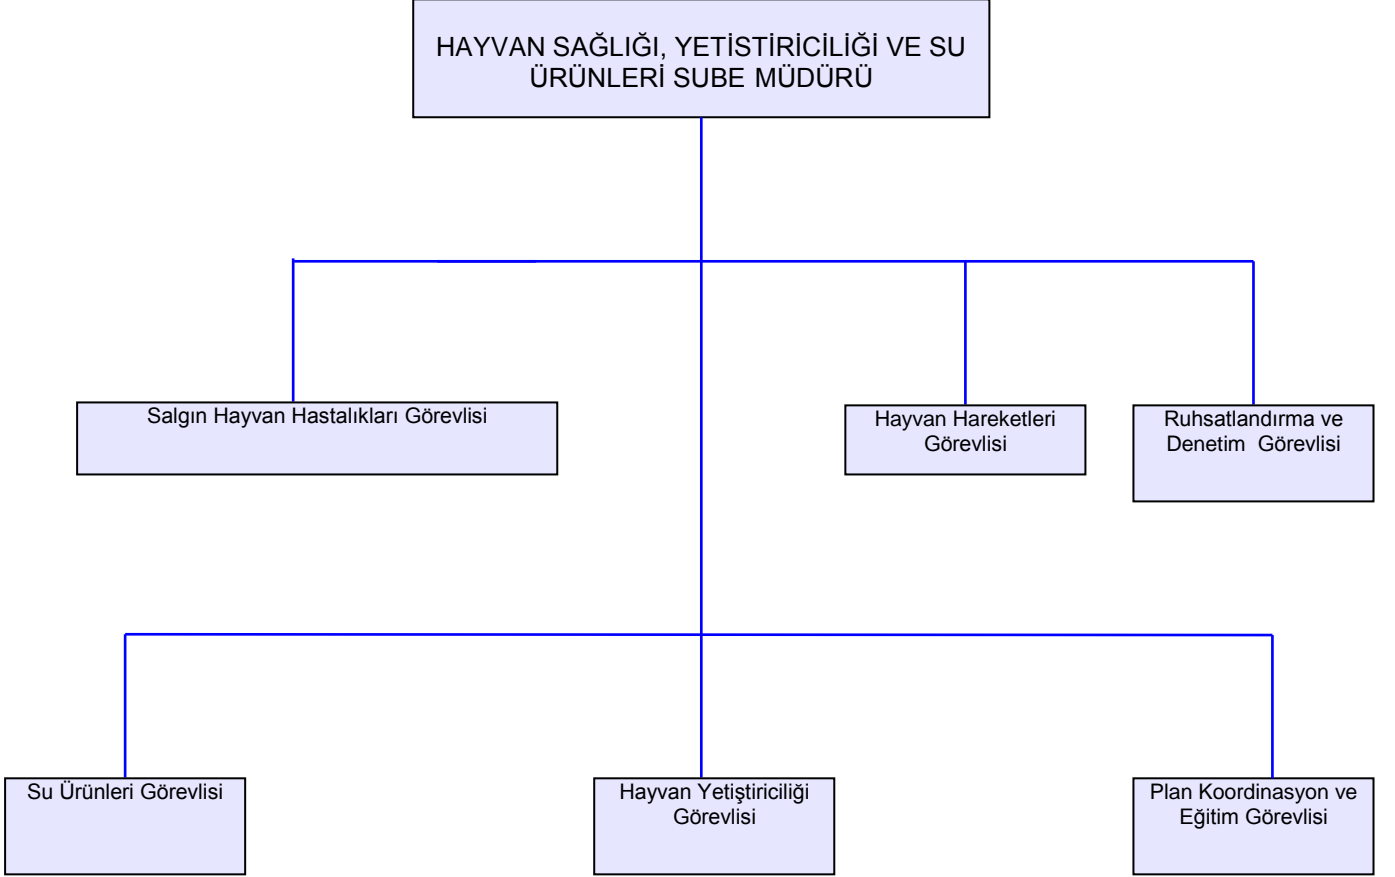 HAYVAN SAĞLIĞI, YETİSTİRİCİLİĞİ VE SU
ÜRÜNLERİ SUBE MÜDÜRÜ
Salgın Hayvan Hastalıkları Görevlisi
Hayvan Hareketleri
Görevlisi
Ruhsatlandırma ve
Denetim  Görevlisi
Su Ürünleri Görevlisi
Hayvan Yetiştiriciliği
Görevlisi
Plan Koordinasyon ve
Eğitim Görevlisi